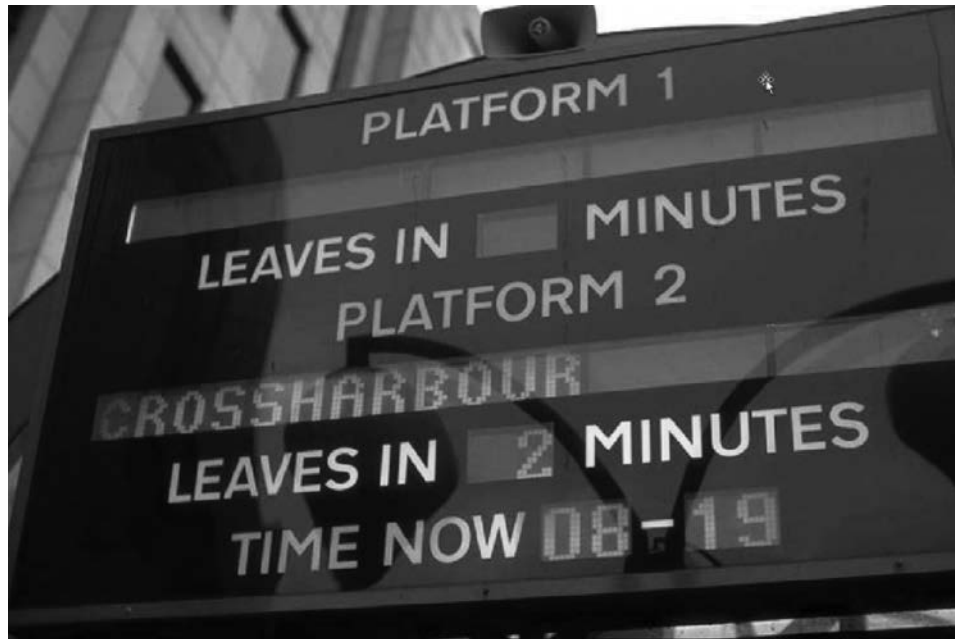 PLATFORM 1
LEAVES IN MINUTES
PLATFORM 2
CROSSHARBOUR
LEAVES IN 2 MINUTES
TIME NOW 08-19